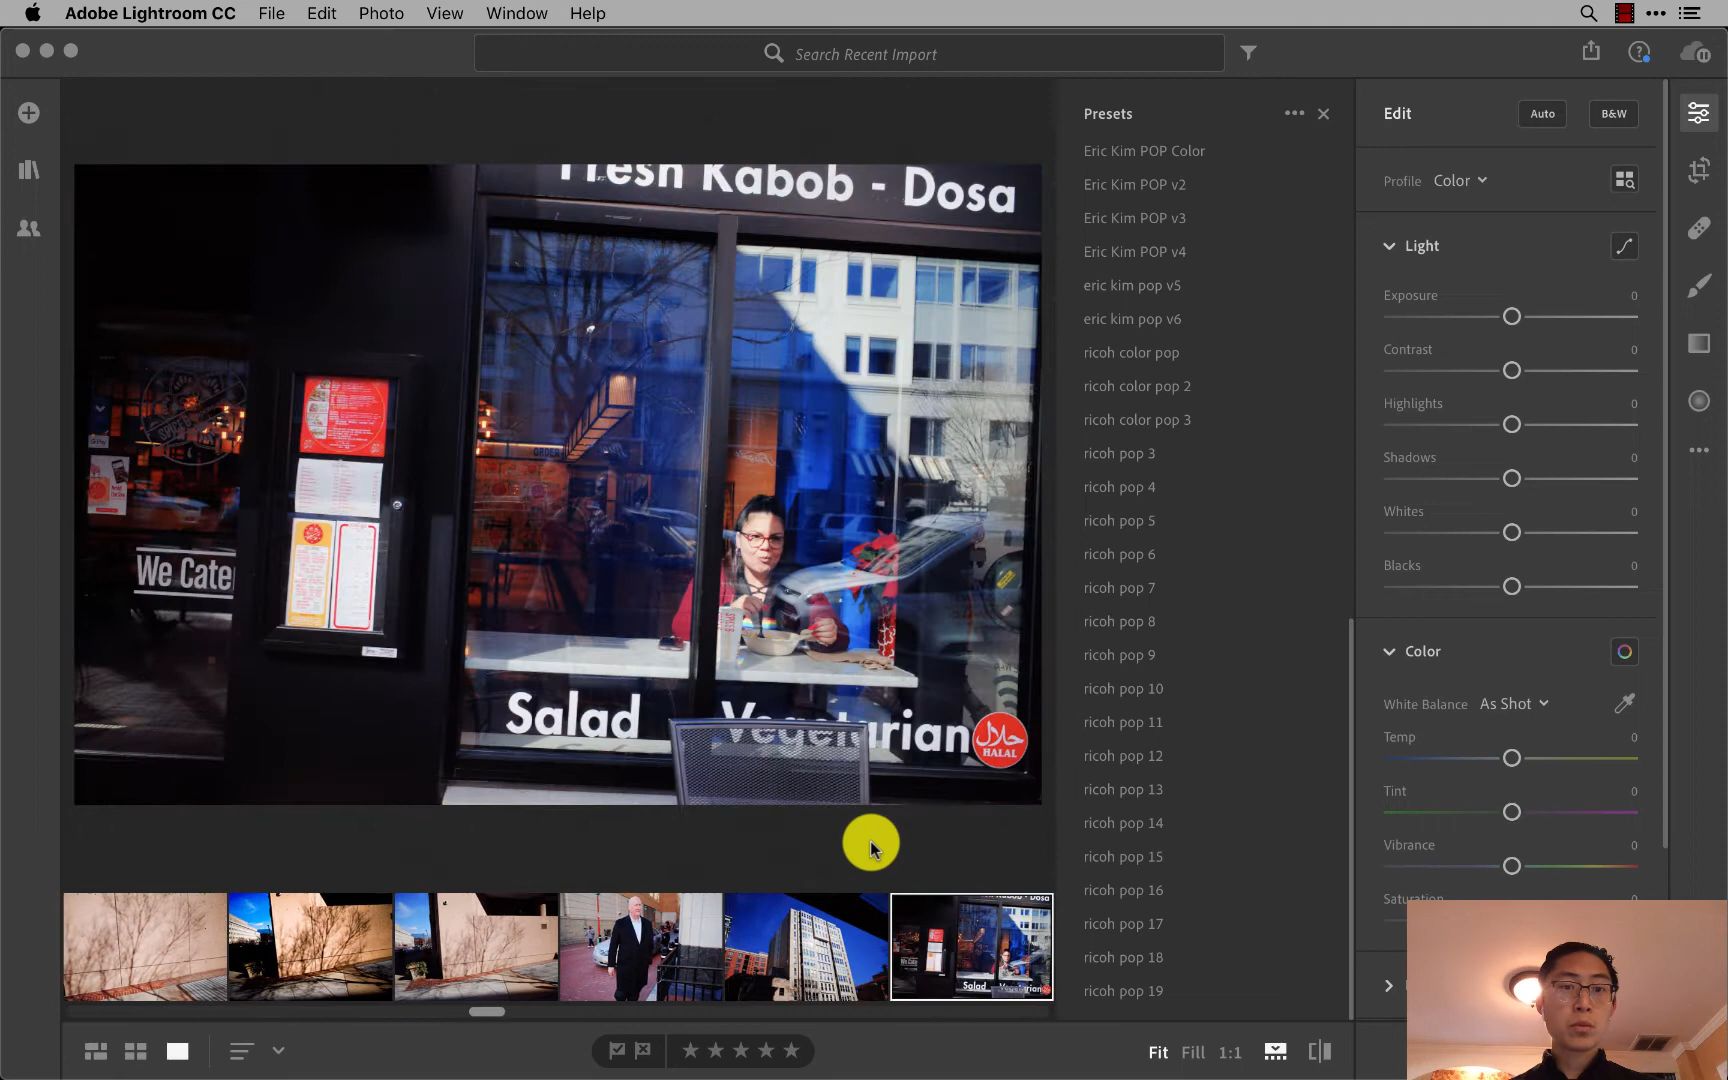 Adobe Lightroom CC File Edit Photo View Window Help
Search Recent Import
Presets
Eric Kim POP Color
Eric Kim POP v2
Eric Kim POP v3
Eric Kim POP v4
eric kim pop v5
eric kim pop v6
ricoh color pop
ricoh color pop 2
ricoh color pop 3
ricoh pop 3
ricoh pop 4
ricoh pop 5
ricoh pop 6
ricoh pop 7
ricoh pop 8
ricoh pop 9
ricoh pop 10
ricoh pop 11
ricoh pop 12
ricoh pop 13
ricoh pop 14
ricoh pop 15
ricoh pop 16
ricoh pop 17
ricoh pop 18
ricoh pop 19
Edit Auto B&W
Profile Color
Light
Exposure 0
Contrast 0
Highlights 0
Shadows 0
Whites 0
Blacks 0
Color
White Balance As Shot
Temp 0
Tint 0
Vibrance 0
Saturation
Fresh Kabob - Dosa
ORDER
We Cater
Salad Vegetarian
حلال
HALAL
Fit Fill 1:1